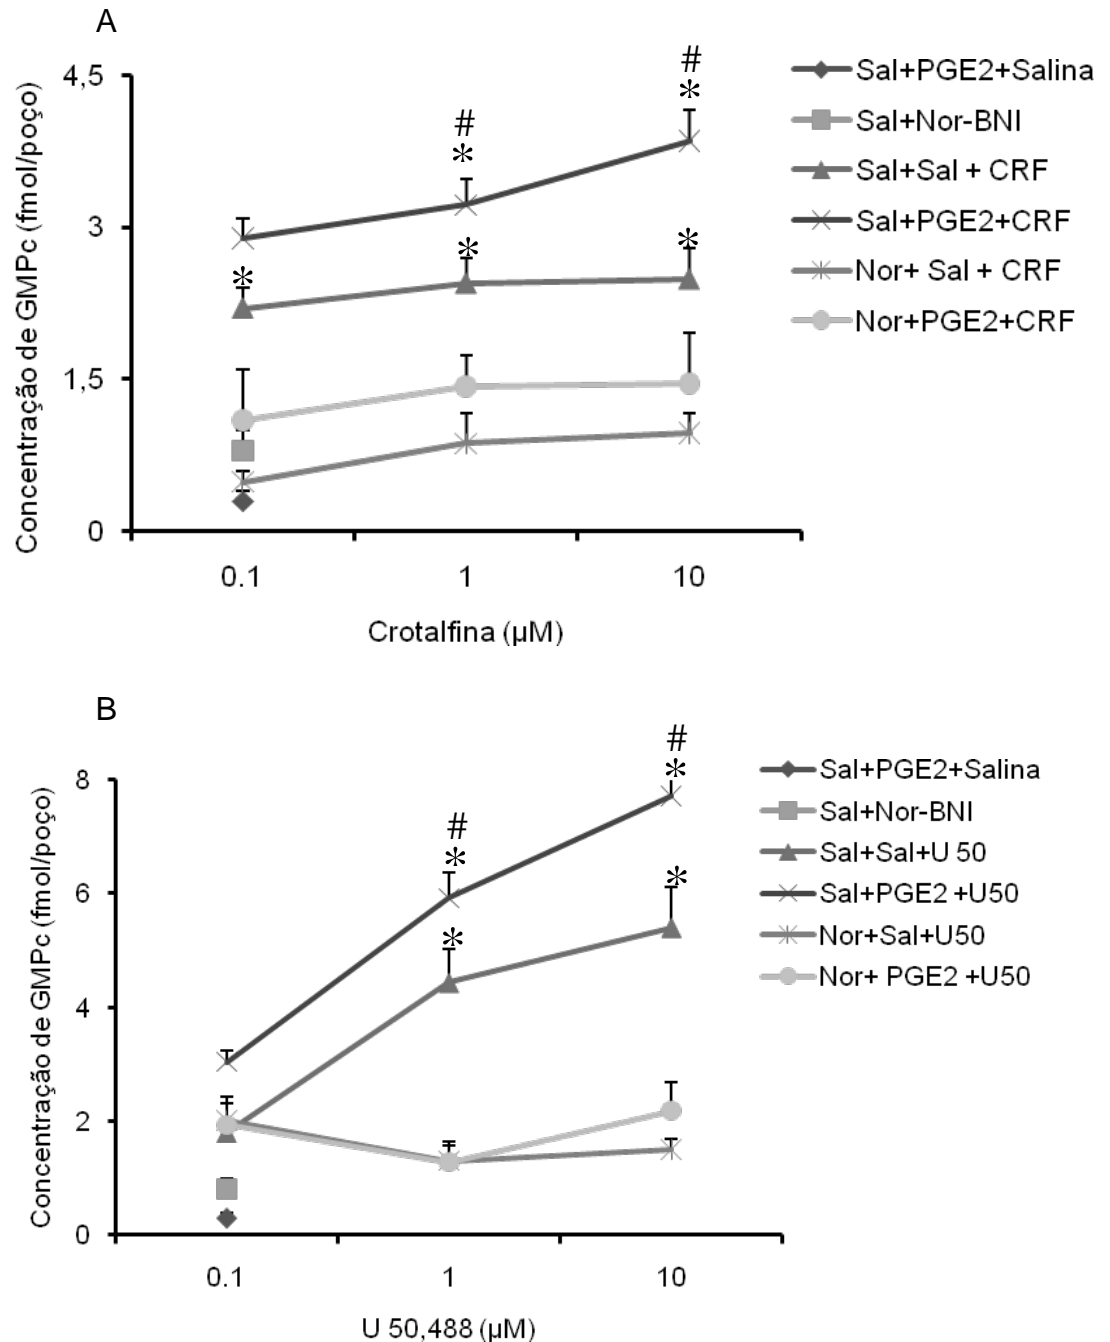 A
Concentração de GMPc (fmol/poço)
4,5
3
1,5
0
#
*
#
*
*
*
*
0.1 1 10
Crotalfina (µM)
Sal+PGE2+Salina
Sal+Nor-BNI
Sal+Sal + CRF
Sal+PGE2+CRF
Nor+ Sal + CRF
Nor+PGE2+CRF
B
Concentração de GMPc (fmol/poço)
8
6
4
2
0
#
*
#
*
*
*
0.1 1 10
U 50,488 (µM)
Sal+PGE2+Salina
Sal+Nor-BNI
Sal+Sal+U 50
Sal+PGE2 +U50
Nor+Sal+U50
Nor+ PGE2 +U50